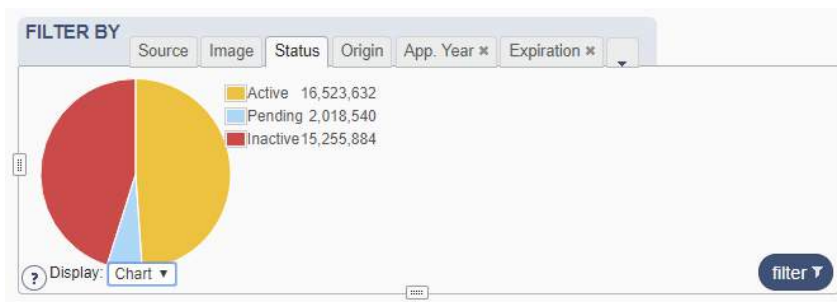 FILTER BY
Source Image Status Origin App. Year × Expiration ×
Active 16,523,632
Pending 2,018,540
Inactive 15,255,884
? Display: Chart
filter